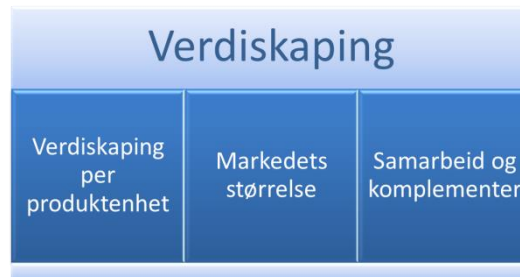 Verdiskaping
Verdiskaping
per
produktenhet
Markedets
størrelse
Samarbeid og
komplementer